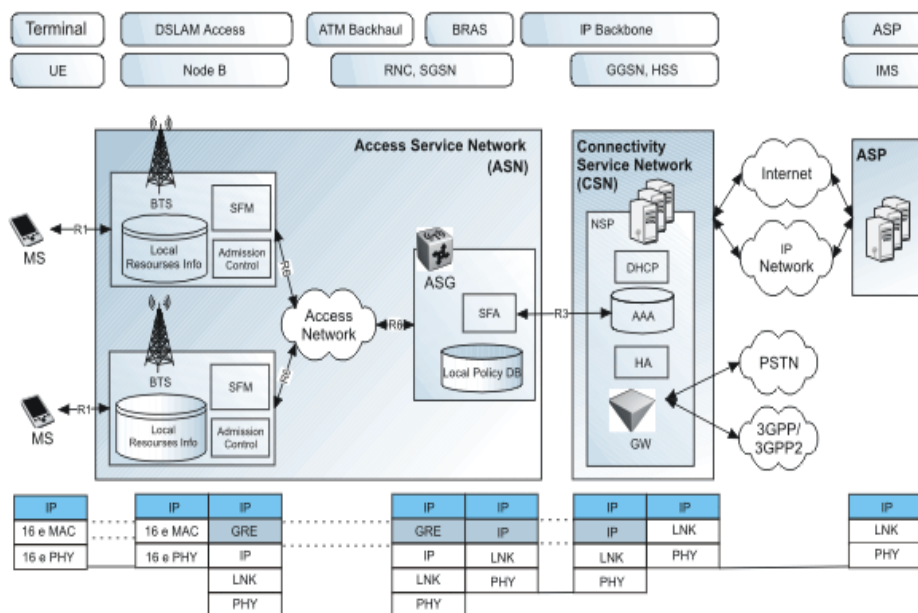 Terminal
DSLAM Access
ATM Backhaul
BRAS
IP Backbone
ASP
UE
Node B
RNC, SGSN
GGSN, HSS
IMS
Access Service Network
(ASN)
Connectivity
Service Network
(CSN)
ASP
BTS
SFM
Local
Resourses Info
Admission
Control
MS
R1
R6
ASG
SFA
Local Policy DB
Access
Network
R6
R3
NSP
DHCP
AAA
HA
GW
Internet
IP
Network
PSTN
3GPP/
3GPP2
BTS
SFM
Local
Resourses Info
Admission
Control
MS
R1
R6
IP
16 e MAC
16 e PHY
IP
16 e MAC
16 e PHY
IP
GRE
IP
LNK
PHY
IP
GRE
IP
LNK
PHY
IP
IP
LNK
PHY
IP
IP
LNK
PHY
IP
LNK
PHY
IP
LNK
PHY